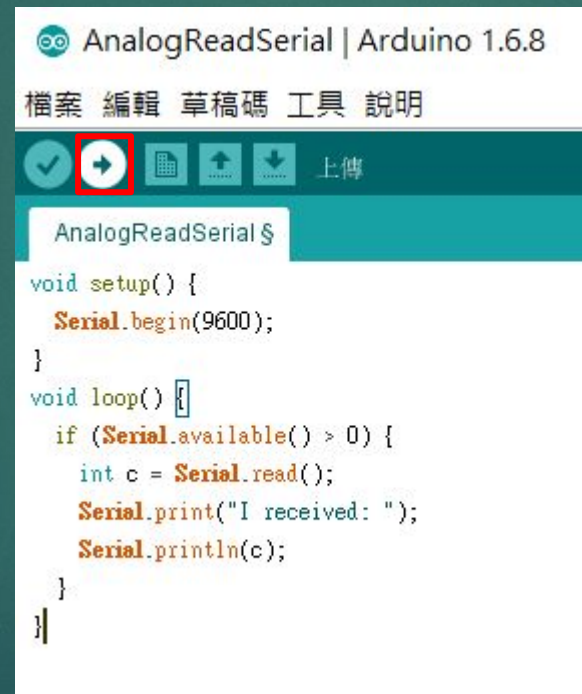 AnalogReadSerial | Arduino 1.6.8
檔案 編輯 草稿碼 工具 說明
上傳
AnalogReadSerial §
void setup() {
  Serial.begin(9600);
}
void loop() {
  if (Serial.available() > 0) {
    int c = Serial.read();
    Serial.print("I received: ");
    Serial.println(c);
  }
}